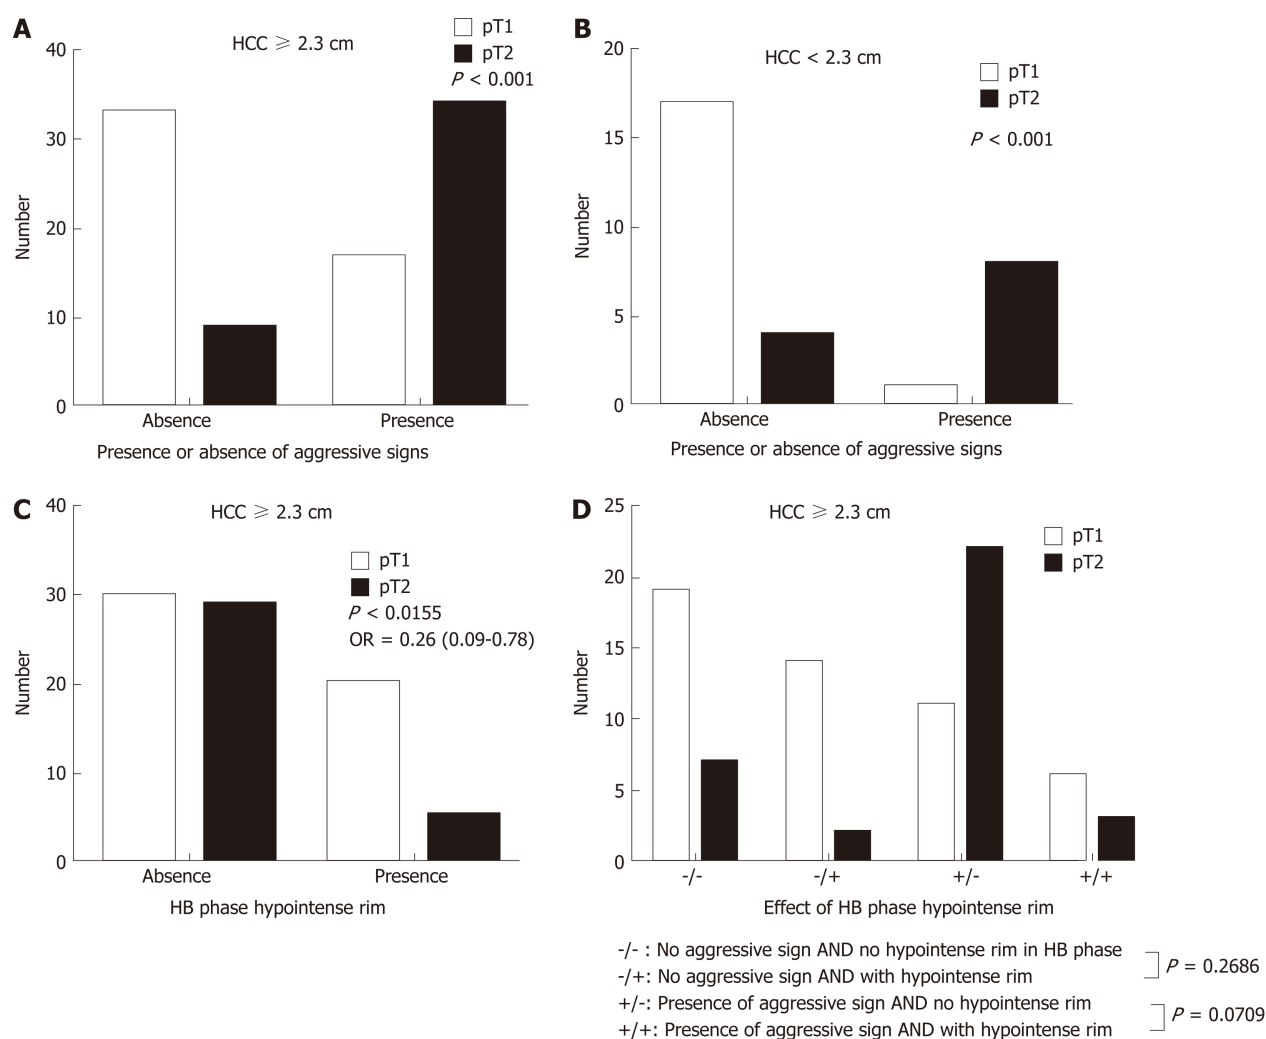 A
HCC ⩾ 2.3 cm
pT1
pT2
P < 0.001
40
30
20
10
0
Number
Absence
Presence
Presence or absence of aggressive signs
B
HCC < 2.3 cm
pT1
pT2
P < 0.001
20
15
10
5
0
Number
Absence
Presence
Presence or absence of aggressive signs
C
HCC ⩾ 2.3 cm
pT1
pT2
P < 0.0155
OR = 0.26 (0.09-0.78)
40
30
20
10
0
Number
Absence
Presence
HB phase hypointense rim
D
HCC ⩾ 2.3 cm
pT1
pT2
25
20
15
10
5
0
Number
-/-
-/+
+/-
+/+
Effect of HB phase hypointense rim
-/- : No aggressive sign AND no hypointense rim in HB phase
-/+: No aggressive sign AND with hypointense rim
P = 0.2686
+/-: Presence of aggressive sign AND no hypointense rim
+/+: Presence of aggressive sign AND with hypointense rim
P = 0.0709